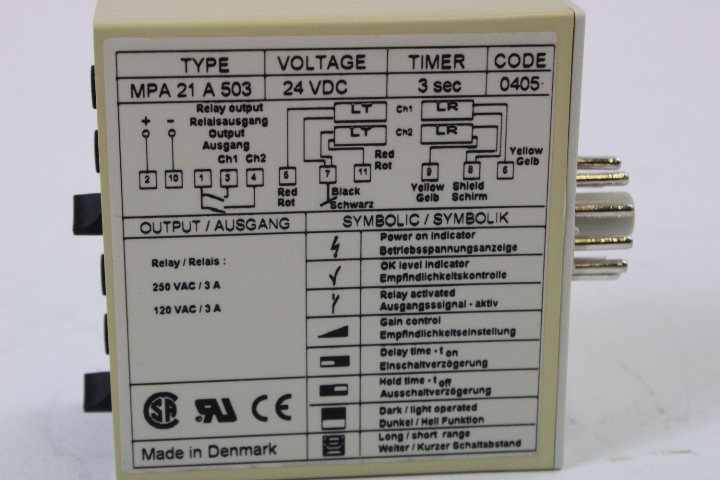 TYPE VOLTAGE TIMER CODE
MPA 21 A 503 24 VDC 3 sec 0405
Relay output
Relaisausgang
Output
Ausgang
Ch1 Ch2
+ -
LT Ch1 LR
LT Ch2 LR
2 10 1 3 4 5 7 11 9 8 6
Red
Rot
Black
Schwarz
Red
Rot
Yellow
Gelb
Shield
Schirm
Yellow
Gelb
OUTPUT / AUSGANG
Relay / Relais :
250 VAC / 3 A
120 VAC / 3 A
SYMBOLIC / SYMBOLIK
Power on indicator
Betriebsspannungsanzeige
OK level indicator
Empfindlichkeitskontrolle
Relay activated
Ausgangssignal - aktiv
Gain control
Empfindlichkeitseinstellung
Delay time - t on
Einschaltverzögerung
Hold time - t off
Ausschaltverzögerung
Dark / light operated
Dunkel / Hell Funktion
Long / short range
Weiter / Kurzer Schaltabstand
SA RU CE
Made in Denmark